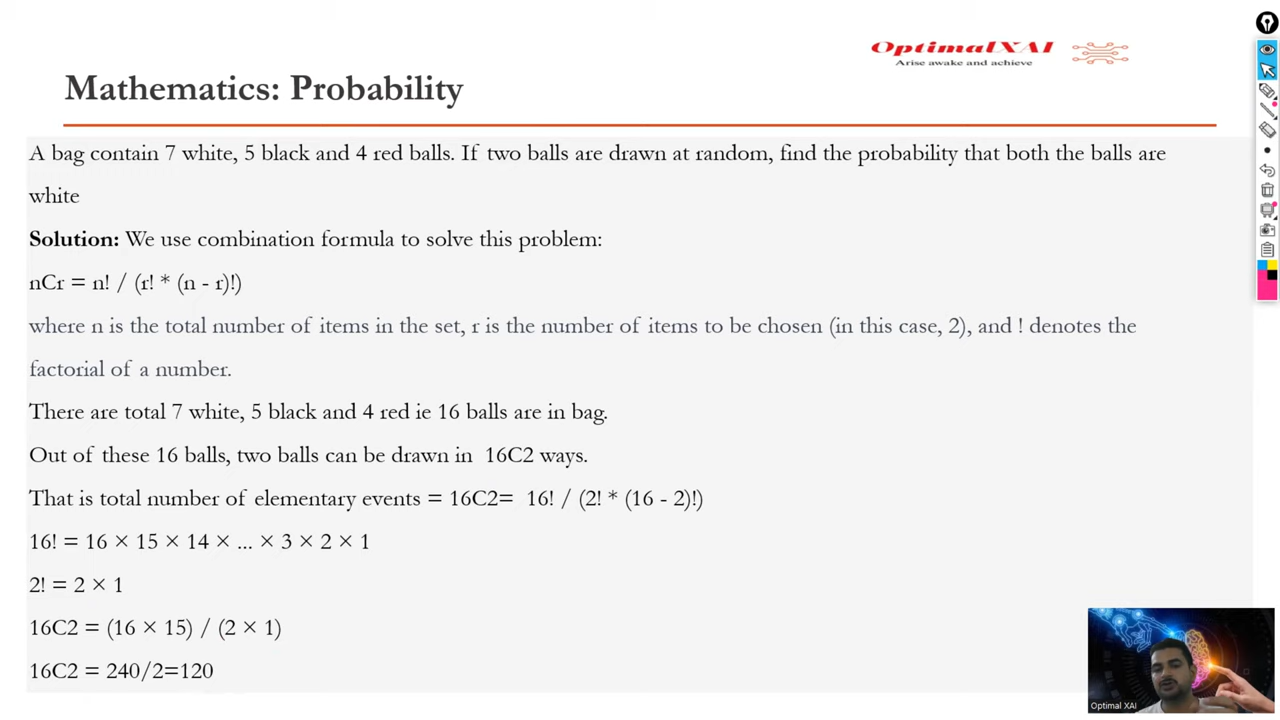 OptimalXAI
Arise awake and achieve
Mathematics: Probability
A bag contain 7 white, 5 black and 4 red balls. If two balls are drawn at random, find the probability that both the balls are
white
Solution: We use combination formula to solve this problem:
nCr = n! / (r! * (n - r)!)
where n is the total number of items in the set, r is the number of items to be chosen (in this case, 2), and ! denotes the
factorial of a number.
There are total 7 white, 5 black and 4 red ie 16 balls are in bag.
Out of these 16 balls, two balls can be drawn in 16C2 ways.
That is total number of elementary events = 16C2= 16! / (2! * (16 - 2)!)
16! = 16 × 15 × 14 × ... × 3 × 2 × 1
2! = 2 × 1
16C2 = (16 × 15) / (2 × 1)
16C2 = 240/2=120
Optimal XAI